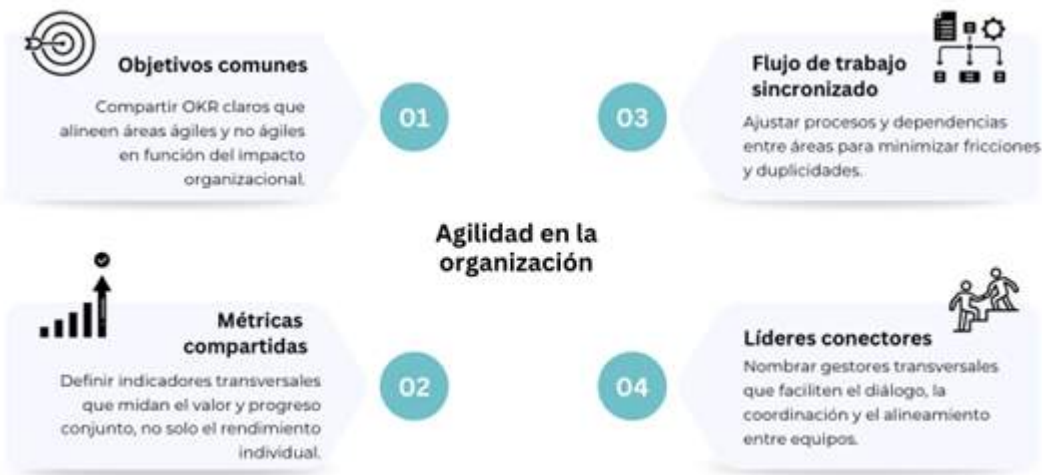 Objetivos comunes
Compartir OKR claros que
alineen áreas ágiles y no ágiles
en función del impacto
organizacional.
01
Métricas
compartidas
Definir indicadores transversales
que midan el valor y progreso
conjunto, no solo el rendimiento
individual.
02
Agilidad en la
organización
03
Flujo de trabajo
sincronizado
Ajustar procesos y dependencias
entre áreas para minimizar fricciones
y duplicidades.
04
Líderes conectores
Nombrar gestores transversales
que faciliten el diálogo, la
coordinación y el alineamiento
entre equipos.